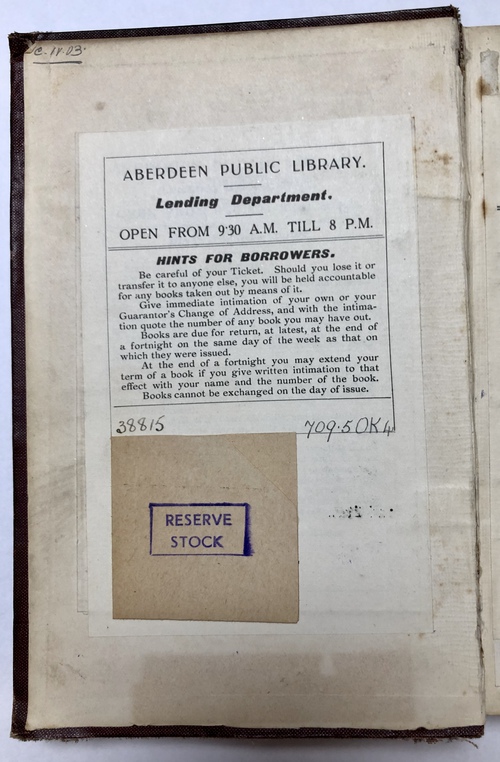 C.IV.03.
ABERDEEN PUBLIC LIBRARY.
Lending Department.
OPEN FROM 9·30 A.M. TILL 8 P.M.
HINTS FOR BORROWERS.
Be careful of your Ticket. Should you lose it or
transfer it to anyone else, you will be held accountable
for any books taken out by means of it.
Give immediate intimation of your own or your
Guarantor's Change of Address, and with the intima-
tion quote the number of any book you may have out.
Books are due for return, at latest, at the end of
a fortnight on the same day of the week as that on
which they were issued.
At the end of a fortnight you may extend your
term of a book if you give written intimation to that
effect with your name and the number of the book.
Books cannot be exchanged on the day of issue.
38815
709.5 OK4
RESERVE
STOCK